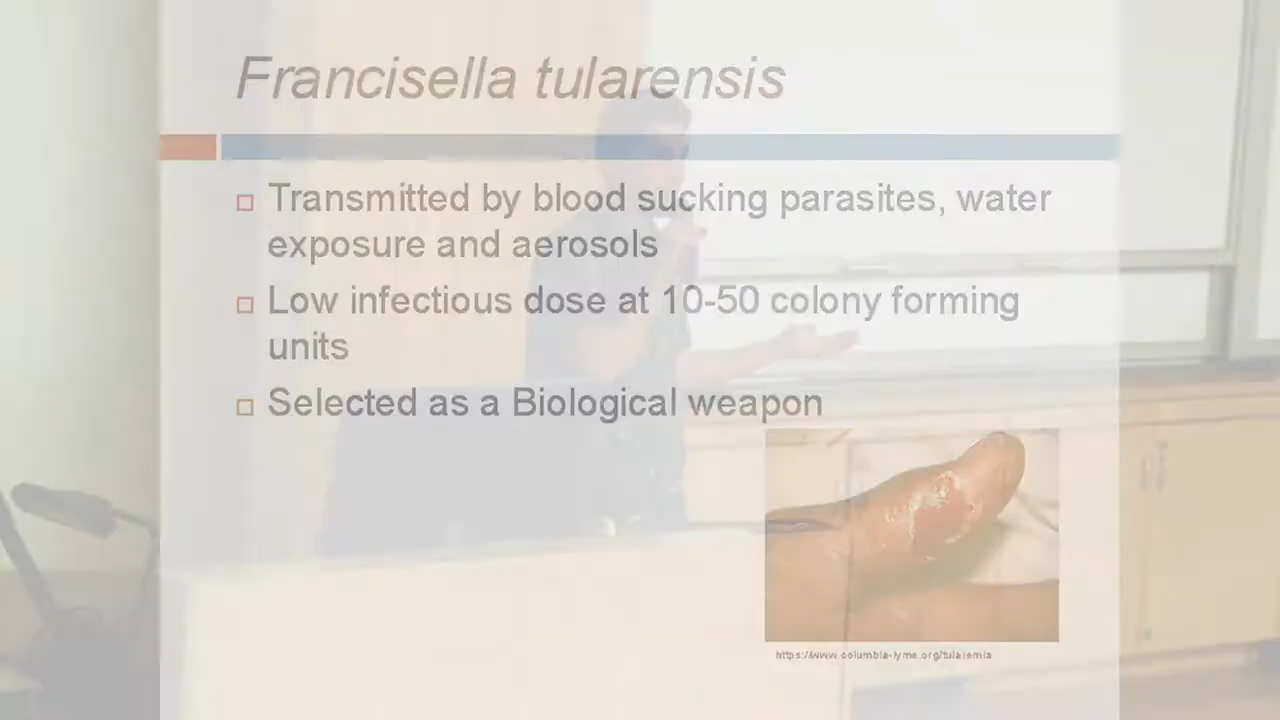 Francisella tularensis
Transmitted by blood sucking parasites, water
exposure and aerosols
Low infectious dose at 10-50 colony forming
units
Selected as a Biological weapon
https://www.columbia-lyme.org/tularemia